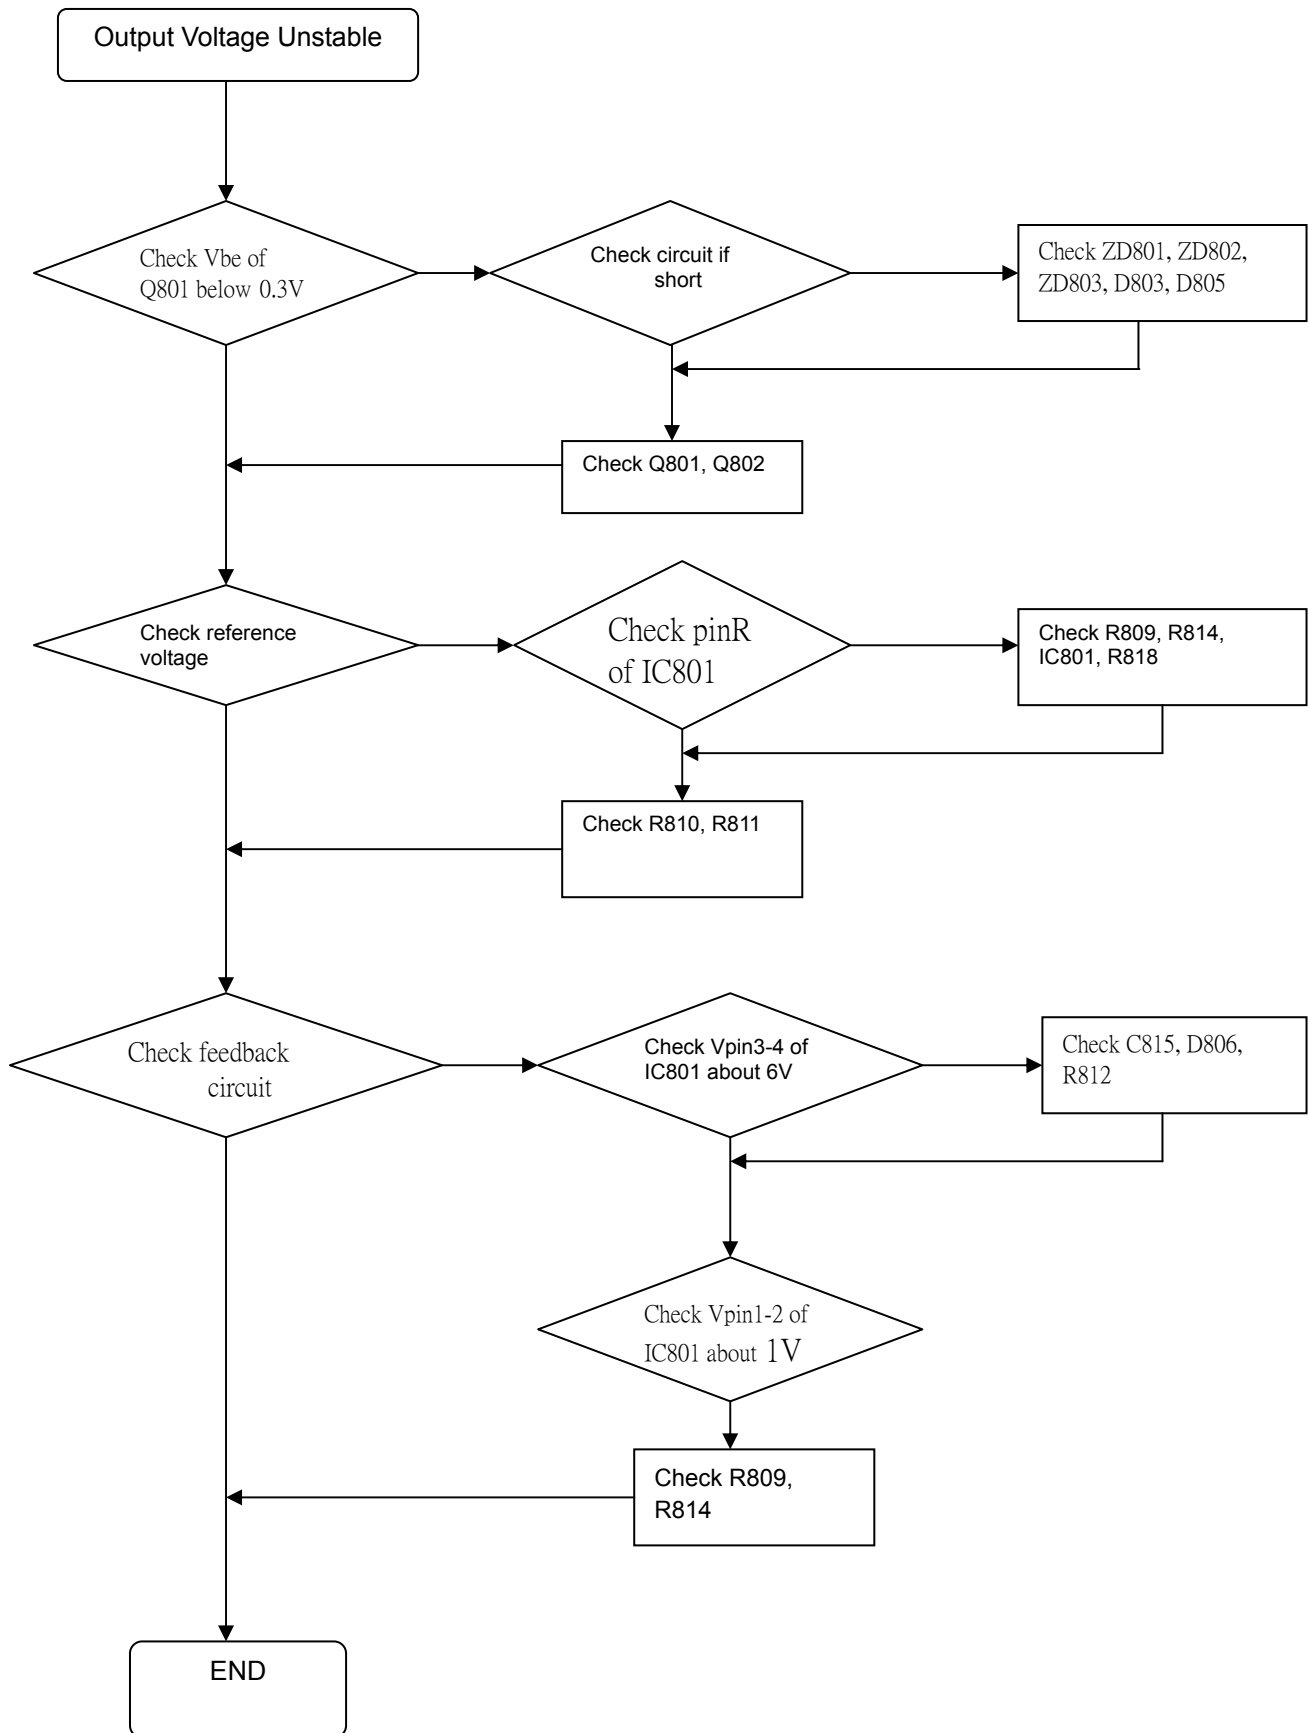 Output Voltage Unstable
Check Vbe of
Q801 below 0.3V
Check circuit if
short
Check ZD801, ZD802,
ZD803, D803, D805
Check Q801, Q802
Check reference
voltage
Check pinR
of IC801
Check R809, R814,
IC801, R818
Check R810, R811
Check feedback
circuit
Check Vpin3-4 of
IC801 about 6V
Check C815, D806,
R812
Check Vpin1-2 of
IC801 about 1V
Check R809,
R814
END